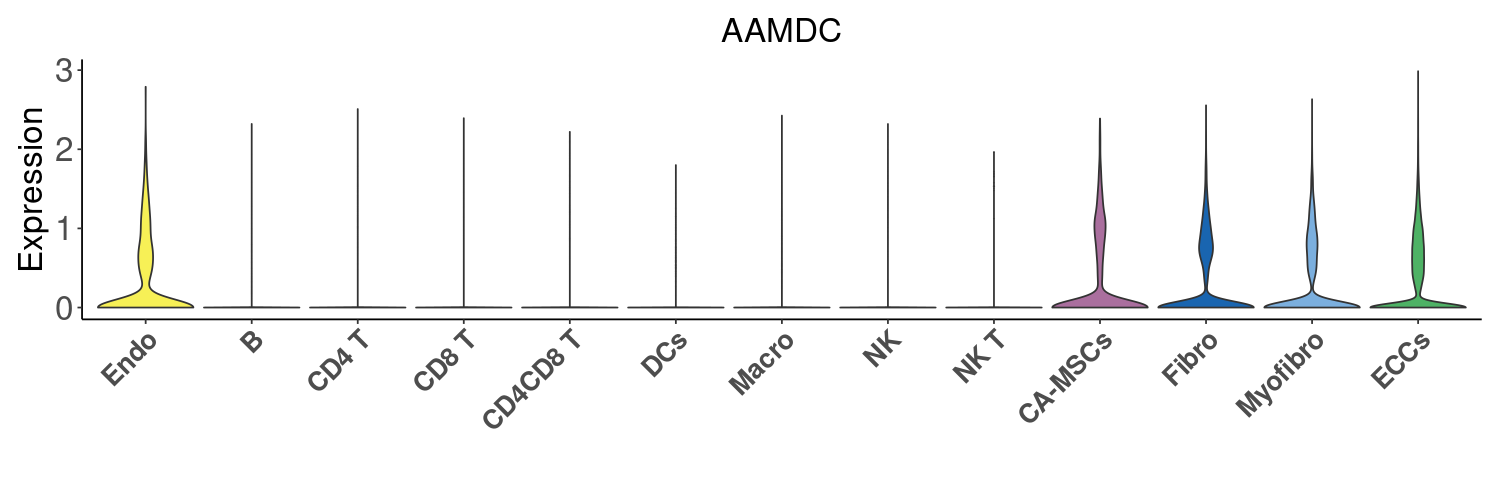 AAMDC
Expression
3
2
1
0
Endo
B
CD4 T
CD8 T
CD4CD8 T
DCs
Macro
NK
NK T
CA-MSCs
Fibro
Myofibro
ECCs